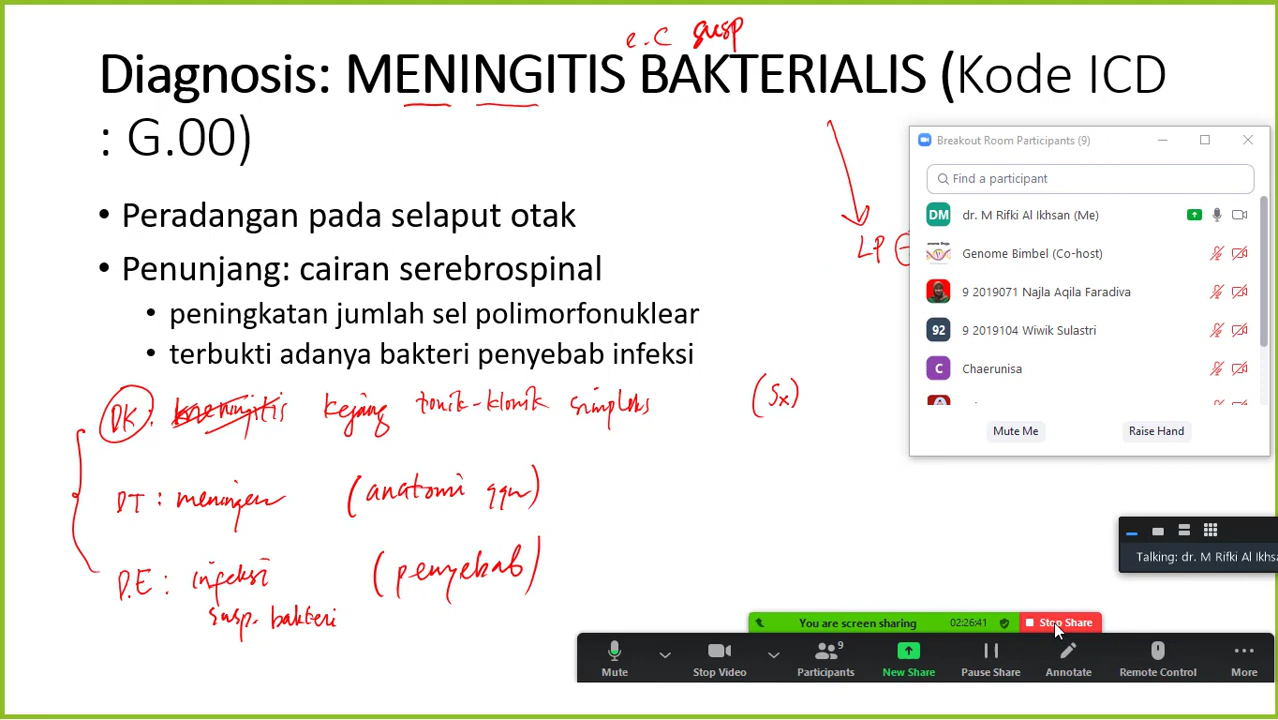 e.c susp
Diagnosis: MENINGITIS BAKTERIALIS (Kode ICD
: G.00)
• Peradangan pada selaput otak
• Penunjang: cairan serebrospinal
• peningkatan jumlah sel polimorfonuklear
• terbukti adanya bakteri penyebab infeksi
LP
DK: meningitis kejang tonik-klonik simpleks (Sx)
DT: meningen (anatomi ggn)
D.E: infeksi (penyebab)
susp. bakteri
Breakout Room Participants (9)
Find a participant
DM dr. M Rifki Al Ikhsan (Me)
Genome Bimbel (Co-host)
9 2019071 Najla Aqila Faradiva
92 9 2019104 Wiwik Sulastri
C Chaerunisa
Mute Me Raise Hand
Talking: dr. M Rifki Al Ikhsa
You are screen sharing 02:26:41 Stop Share
9
Mute Stop Video Participants New Share Pause Share Annotate Remote Control More